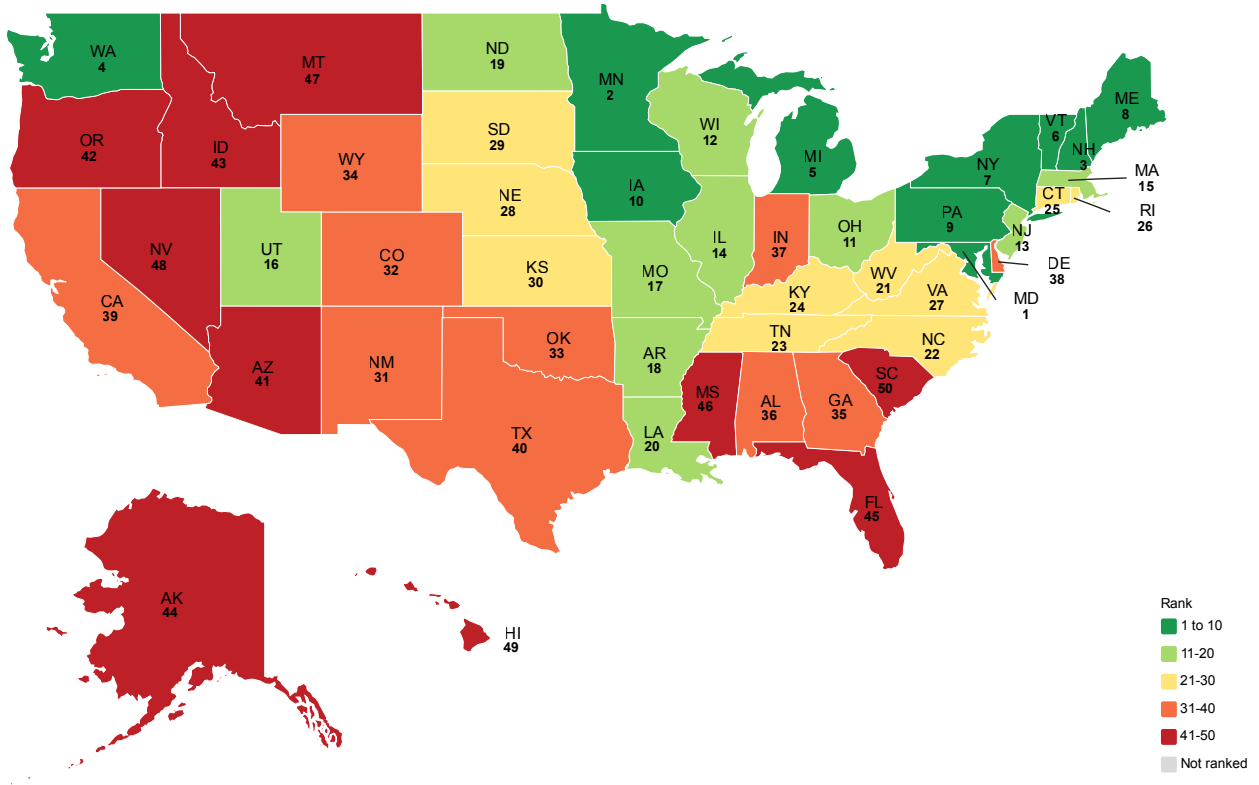 WA
4
MT
47
ND
19
MN
2
OR
42
ID
43
WY
34
SD
29
WI
12
MI
5
VT
6
NH
3
ME
8
NY
7
MA
15
CT
25
RI
26
IA
10
NE
28
PA
9
NJ
13
NV
48
UT
16
CO
32
KS
30
MO
17
IL
14
IN
37
OH
11
WV
21
DE
38
MD
1
CA
39
KY
24
VA
27
AZ
41
NM
31
OK
33
AR
18
TN
23
NC
22
TX
40
LA
20
MS
46
AL
36
GA
35
SC
50
FL
45
AK
44
HI
49
Rank
1 to 10
11-20
21-30
31-40
41-50
Not ranked